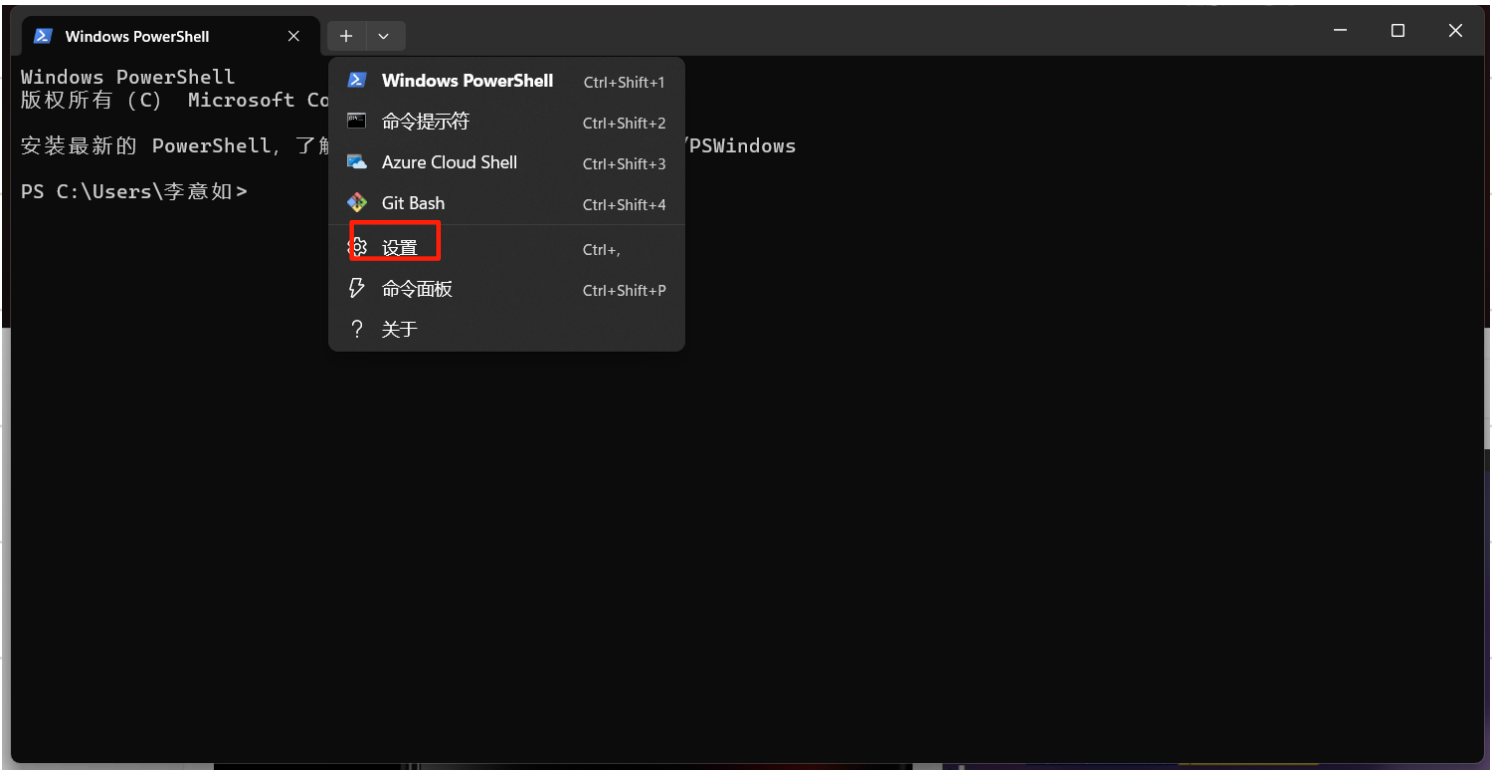 Windows PowerShell
Windows PowerShell
版权所有 (C) Microsoft Co
安装最新的 PowerShell, 了解
/PSWindows
PS C:\Users\李意如>
Windows PowerShell Ctrl+Shift+1
命令提示符 Ctrl+Shift+2
Azure Cloud Shell Ctrl+Shift+3
Git Bash Ctrl+Shift+4
设置 Ctrl+,
命令面板 Ctrl+Shift+P
关于